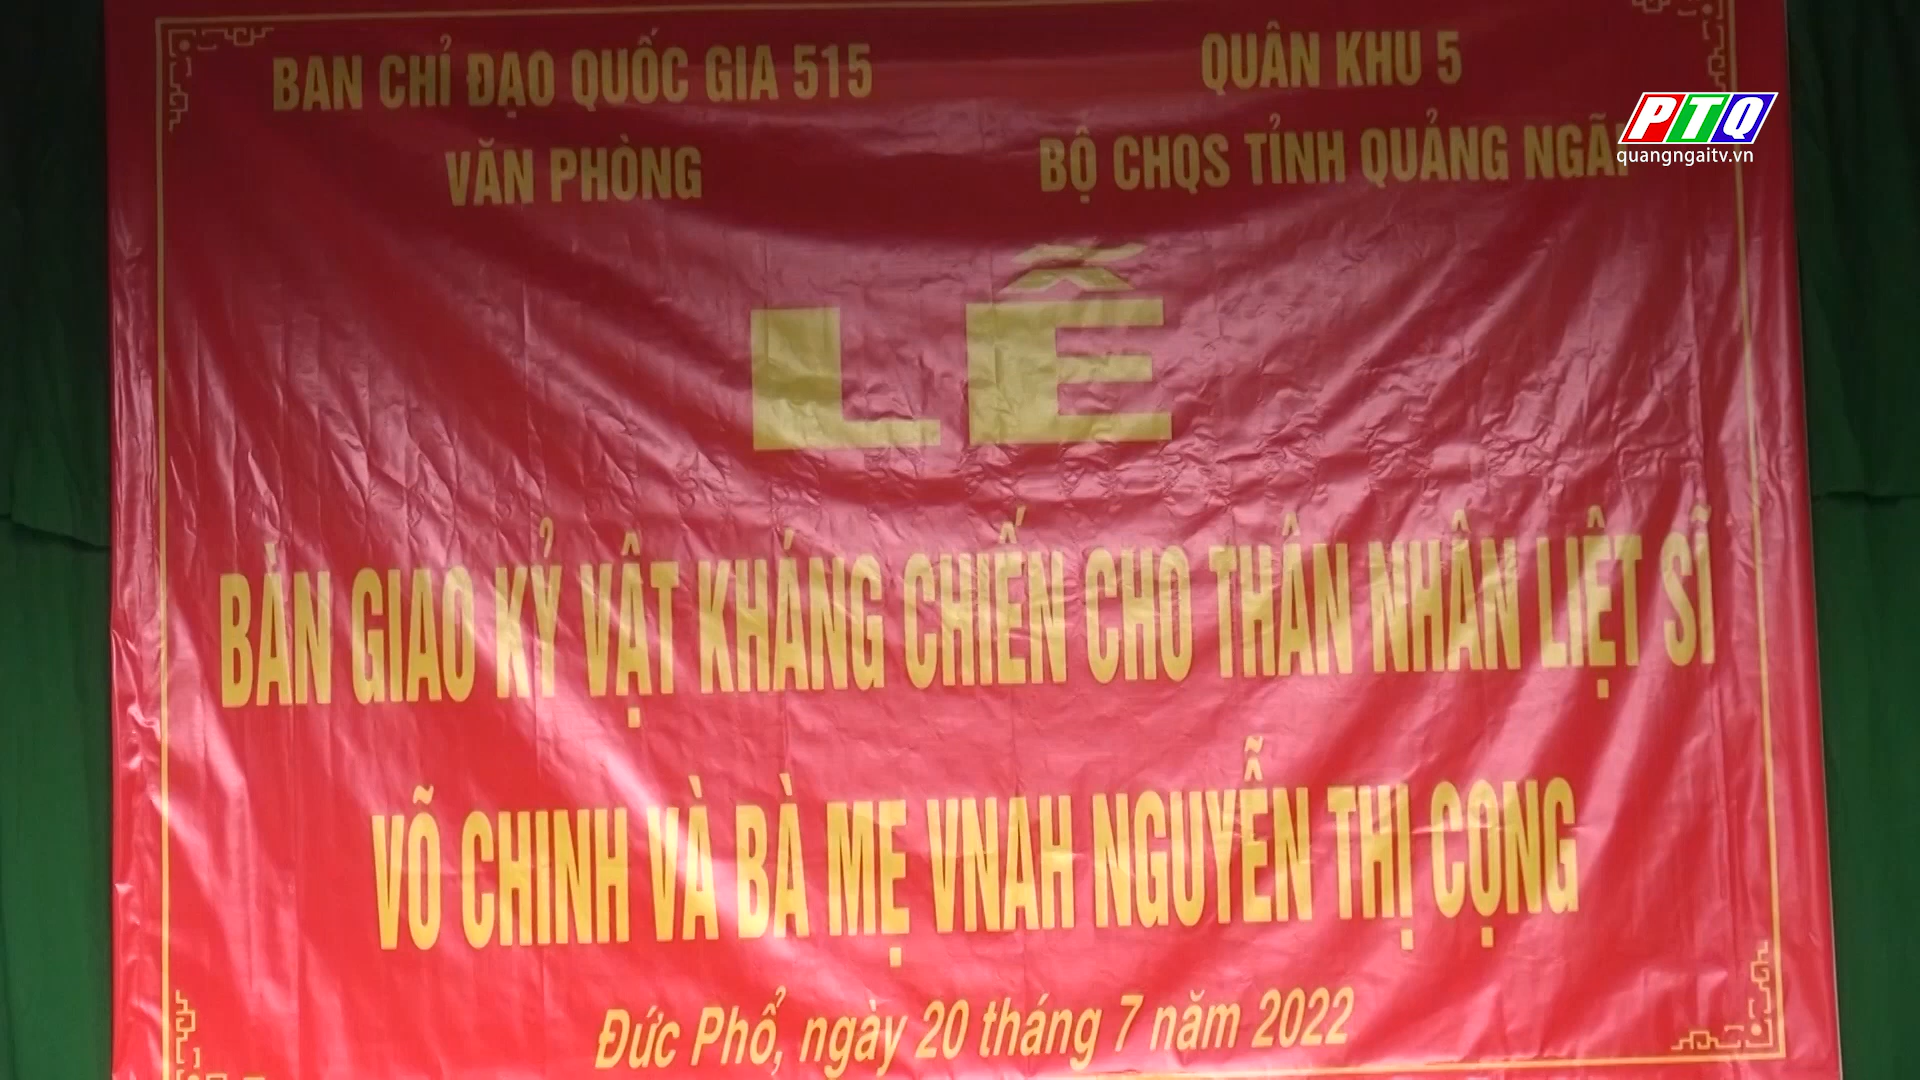 BAN CHỈ ĐẠO QUỐC GIA 515
VĂN PHÒNG
QUÂN KHU 5
BỘ CHQS TỈNH QUẢNG NGÃI
PTQ
quangngaitv.vn
LỄ
BÀN GIAO KỶ VẬT KHÁNG CHIẾN CHO THÂN NHÂN LIỆT SĨ
VÕ CHINH VÀ BÀ MẸ VNAH NGUYỄN THỊ CỌNG
Đức Phổ, ngày 20 tháng 7 năm 2022